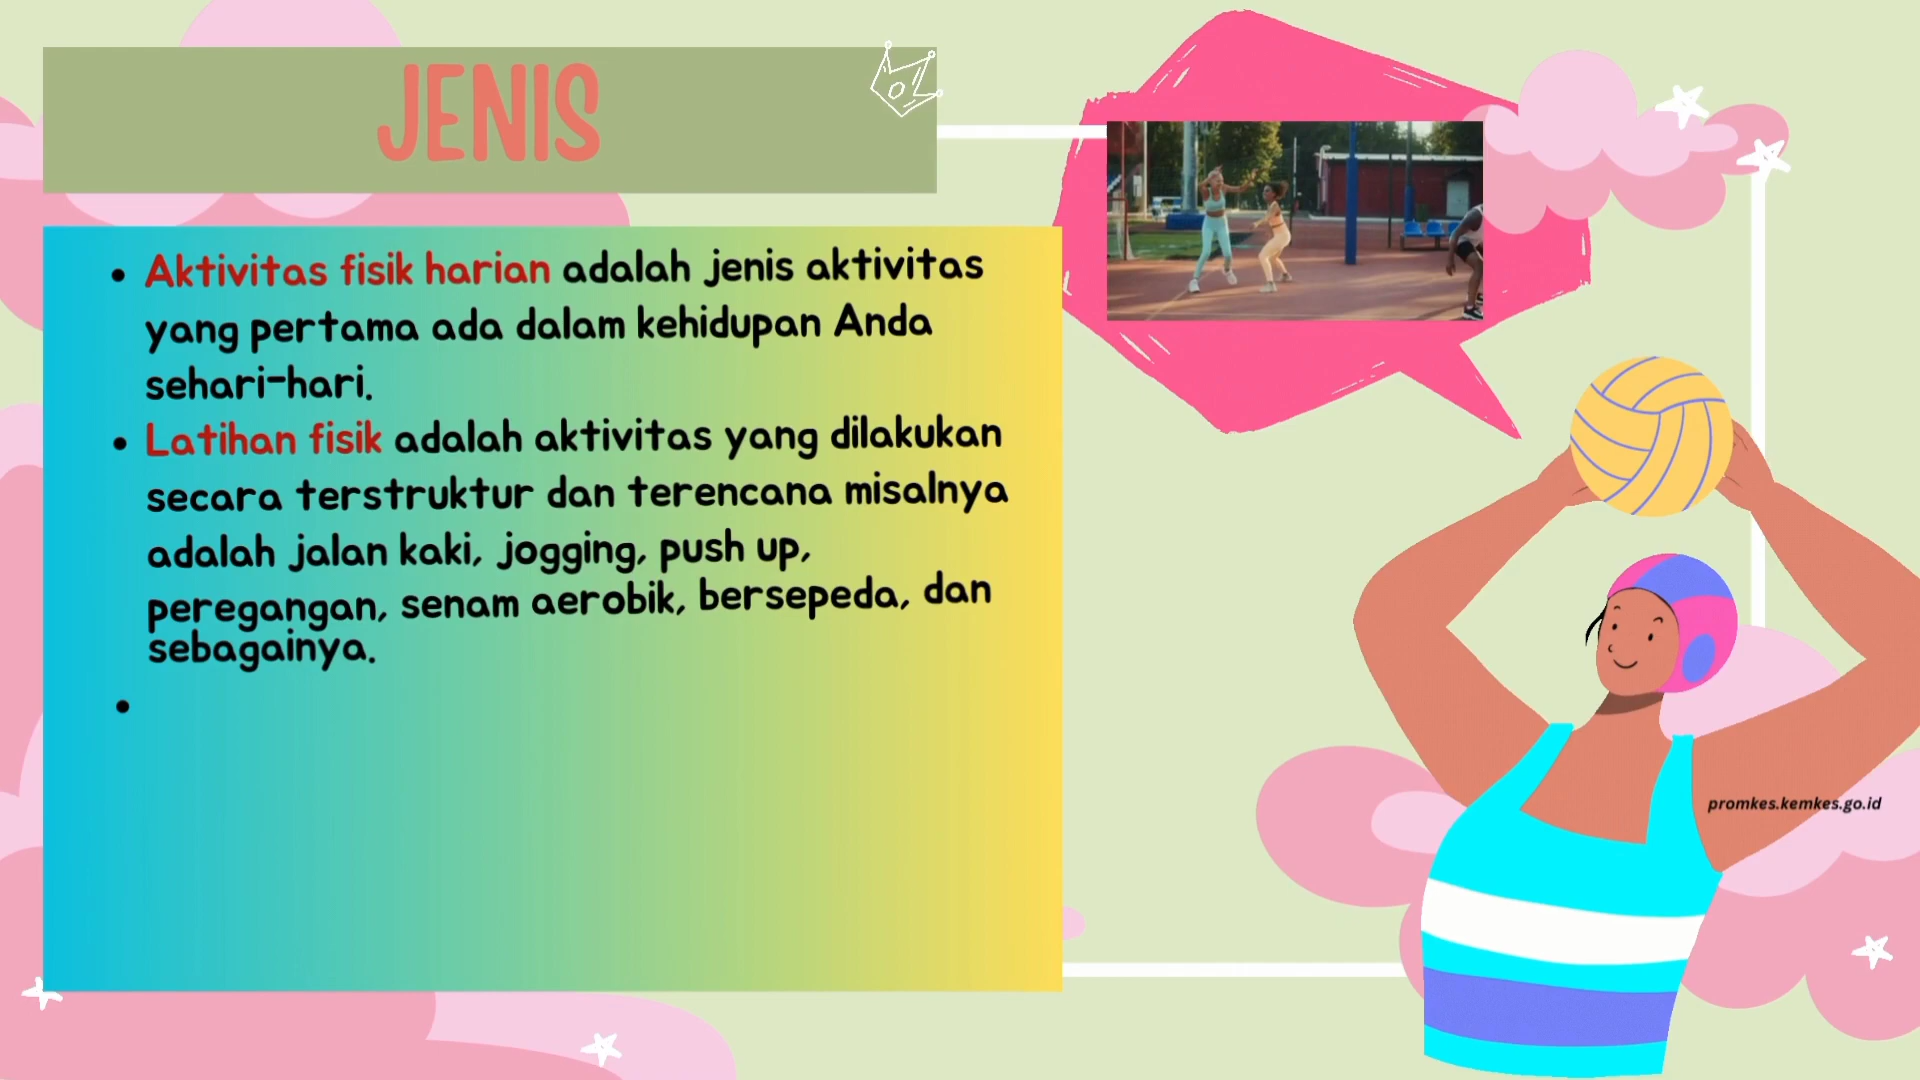 JENIS
• Aktivitas fisik harian adalah jenis aktivitas
yang pertama ada dalam kehidupan Anda
sehari-hari.
• Latihan fisik adalah aktivitas yang dilakukan
secara terstruktur dan terencana misalnya
adalah jalan kaki, jogging, push up,
peregangan, senam aerobik, bersepeda, dan
sebagainya.
•
promkes.kemkes.go.id